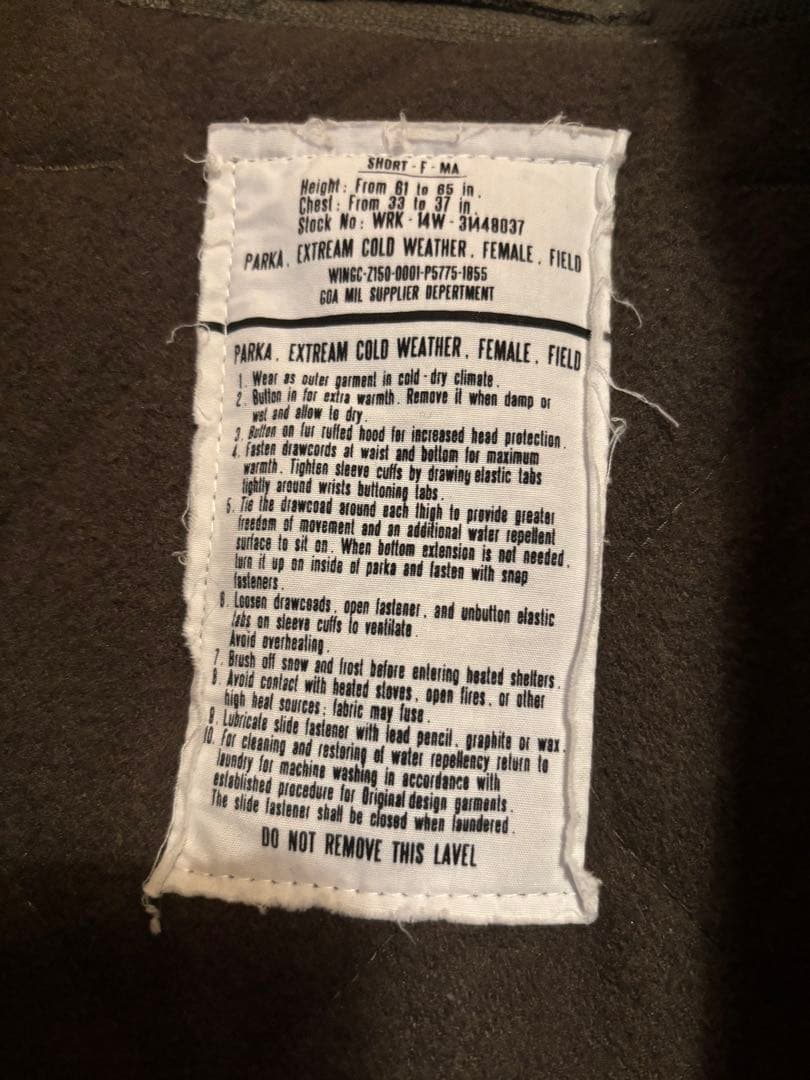 SHORT - F - MA
Height : From 61 to 65 in.
Chest : From 33 to 37 in.
Stock No : WRK - 14W - 31448037
PARKA, EXTREAM COLD WEATHER, FEMALE, FIELD
WINGC-Z150-0001-P5775-1855
GOA MIL SUPPLIER DEPERTMENT
PARKA, EXTREAM COLD WEATHER, FEMALE, FIELD
1. Wear as outer garment in cold - dry climate.
2. Button in for extra warmth. Remove it when damp or
wet and allow to dry.
3. Button on fur ruffed hood for increased head protection.
4. Fasten drawcords at waist and bottom for maximum
warmth. Tighten sleeve cuffs by drawing elastic tabs
tightly around wrists buttoning tabs.
5. Tie the drawcoad around each thigh to provide greater
freedom of movement and an additional water repellent
surface to sit on. When bottom extension is not needed,
turn it up on inside of parka and fasten with snap
fasteners.
6. Loosen drawcoads, open fastener, and unbutton elastic
tabs on sleeve cuffs to ventilate.
Avoid overheating.
7. Brush off snow and frost before entering heated shelters.
8. Avoid contact with heated stoves, open fires, or other
high heat sources; fabric may fuse.
9. Lubricate slide fastener with lead pencil, graphite or wax.
10. For cleaning and restoring of water repellency return to
laundry for machine washing in accordance with
established procedure for Original design garments.
The slide fastener shall be closed when laundered.
DO NOT REMOVE THIS LAVEL